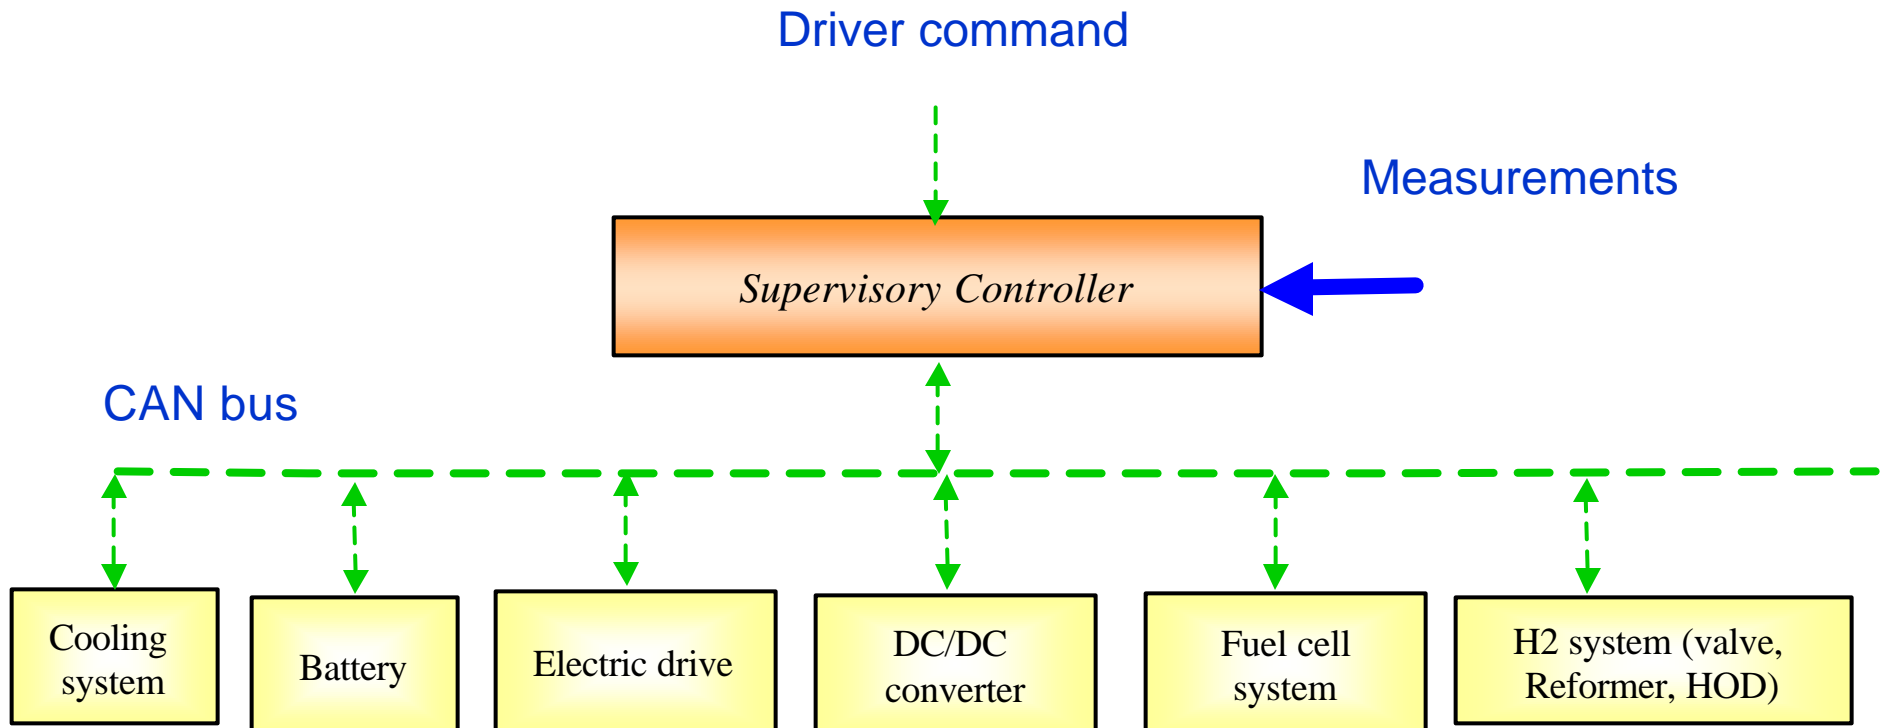 Driver command
Measurements
Supervisory Controller
CAN bus
Cooling
system
Battery
Electric drive
DC/DC
converter
Fuel cell
system
H2 system (valve,
Reformer, HOD)